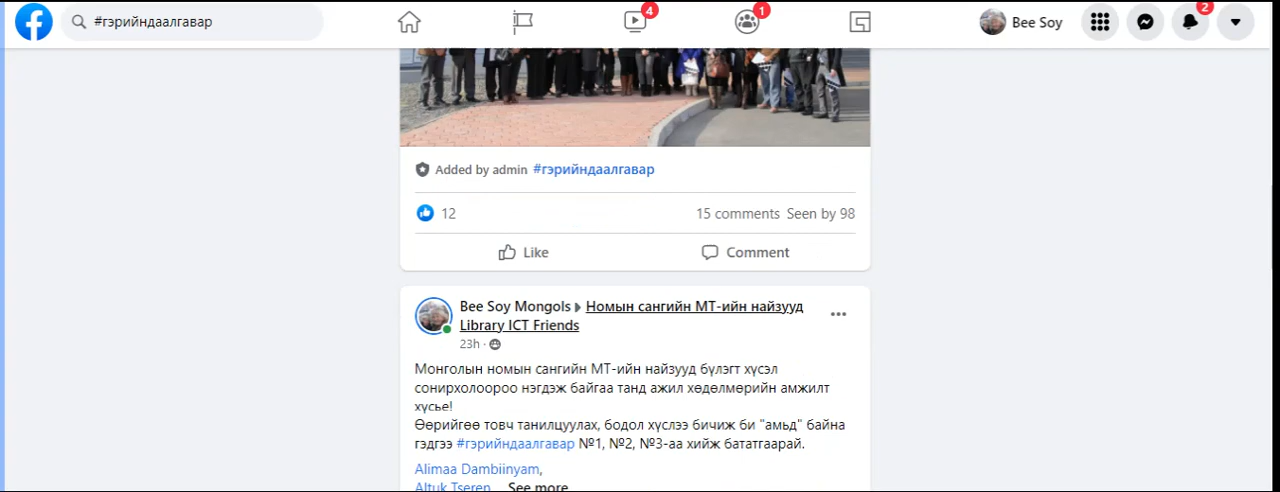 #гэрийндаалгавар
4
1
Bee Soy
2
Added by admin #гэрийндаалгавар
12
15 comments Seen by 98
Like
Comment
Bee Soy Mongols Номын сангийн МТ-ийн найзууд
Library ICT Friends
23h ·
Монголын номын сангийн МТ-ийн найзууд бүлэгт хүсэл
сонирхолоороо нэгдэж байгаа танд ажил хөдөлмөрийн амжилт
хүсье!
Өөрийгөө товч танилцуулах, бодол хүслээ бичиж би "амьд" байна
гэдгээ #гэрийндаалгавар №1, №2, №3-аа хийж бататгаарай.
Alimaa Dambiinyam,
Altuk Tseren... See more